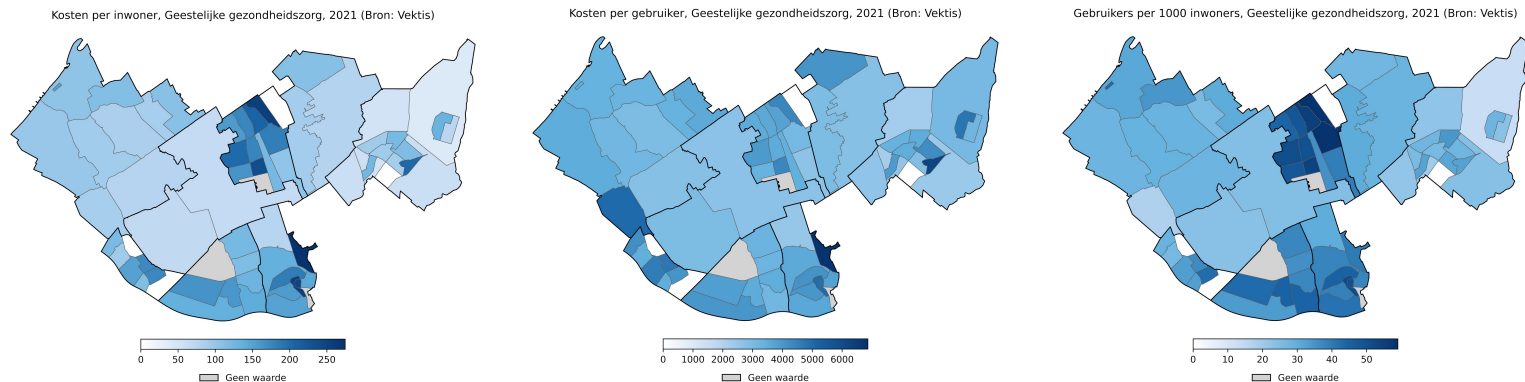 Kosten per inwoner, Geestelijke gezondheidszorg, 2021 (Bron: Vektis)
0 50 100 150 200 250
Geen waarde
Kosten per gebruiker, Geestelijke gezondheidszorg, 2021 (Bron: Vektis)
0 1000 2000 3000 4000 5000 6000
Geen waarde
Gebruikers per 1000 inwoners, Geestelijke gezondheidszorg, 2021 (Bron: Vektis)
0 10 20 30 40 50
Geen waarde